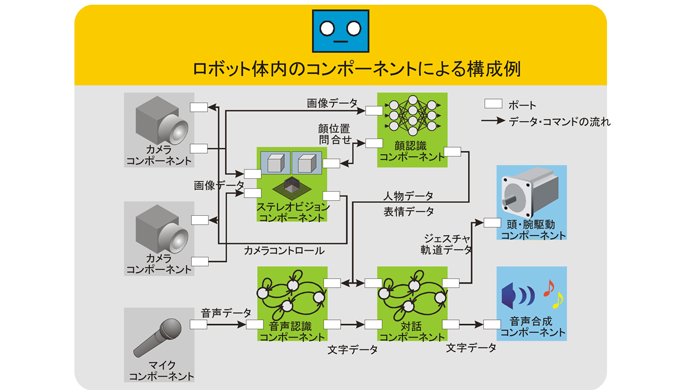 ロボット体内のコンポーネントによる構成例
画像データ
ポート
データ・コマンドの流れ
カメラ
コンポーネント
顔位置
問合せ
顔認識
コンポーネント
画像データ
ステレオビジョン
コンポーネント
人物データ
表情データ
頭・腕駆動
コンポーネント
カメラ
コンポーネント
カメラコントロール
ジェスチャ
軌道データ
音声データ
音声認識
コンポーネント
対話
コンポーネント
音声合成
コンポーネント
文字データ
文字データ
マイク
コンポーネント